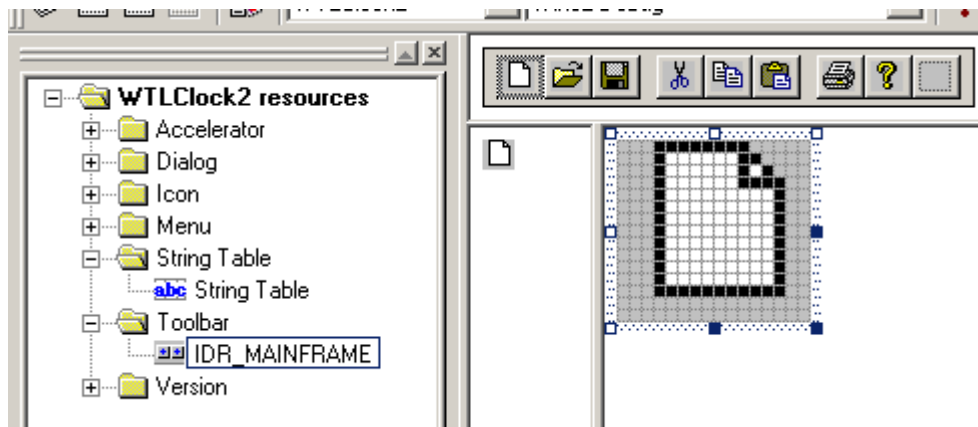 WTLClock2 resources
Accelerator
Dialog
Icon
Menu
String Table
abc String Table
Toolbar
IDR_MAINFRAME
Version